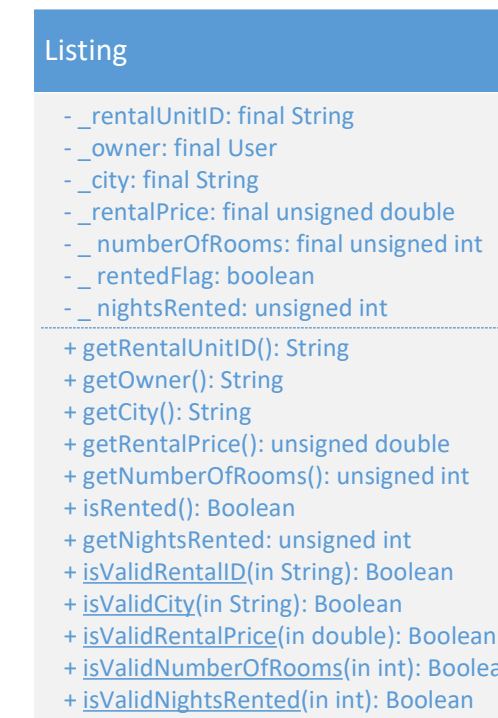 Listing
- _rentalUnitID: final String
- _owner: final User
- _city: final String
- _rentalPrice: final unsigned double
- _ numberOfRooms: final unsigned int
- _ rentedFlag: boolean
- _ nightsRented: unsigned int
+ getRentalUnitID(): String
+ getOwner(): String
+ getCity(): String
+ getRentalPrice(): unsigned double
+ getNumberOfRooms(): unsigned int
+ isRented(): Boolean
+ getNightsRented: unsigned int
+ isValidRentalID(in String): Boolean
+ isValidCity(in String): Boolean
+ isValidRentalPrice(in double): Boolean
+ isValidNumberOfRooms(in int): Boolea
+ isValidNightsRented(in int): Boolean